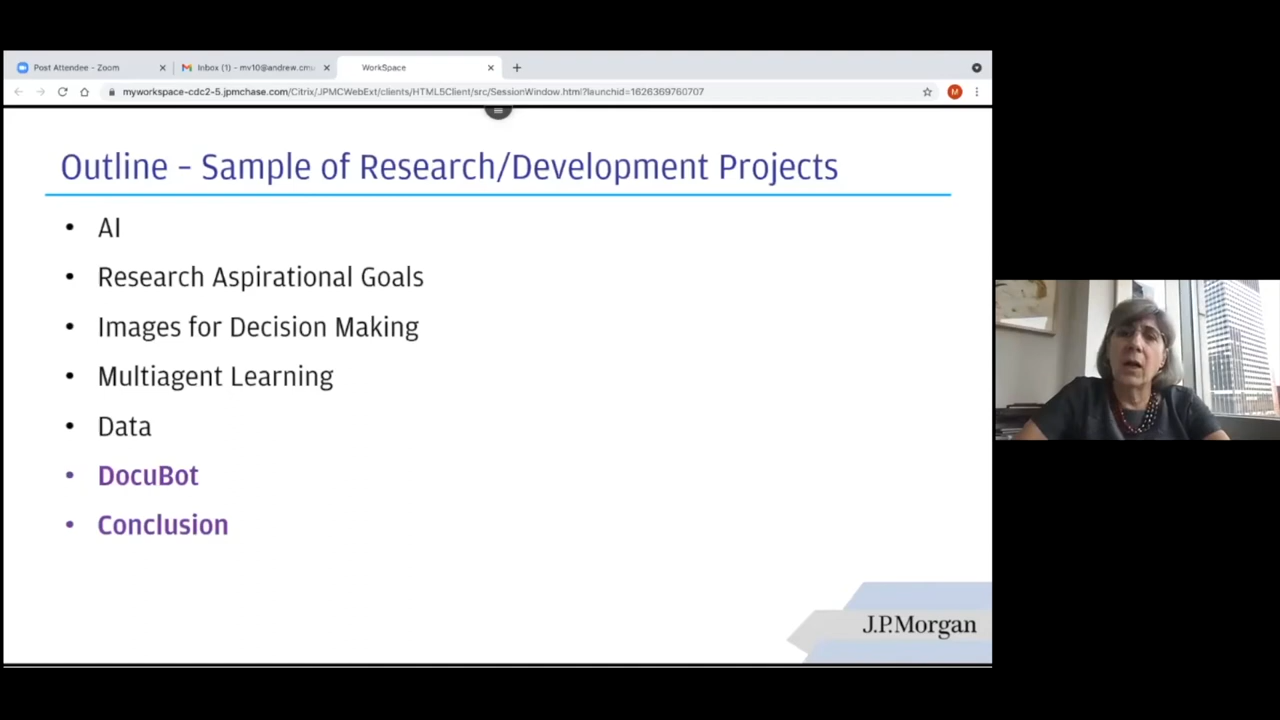 Post Attendee - Zoom
Inbox (1) - mv10@andrew.cmu
WorkSpace
myworkspace-cdc2-5.jpmchase.com/Citrix/JPMCWebExt/clients/HTML5Client/src/SessionWindow.html?launchid=1626369760707
M
Outline – Sample of Research/Development Projects
• AI
• Research Aspirational Goals
• Images for Decision Making
• Multiagent Learning
• Data
• DocuBot
• Conclusion
J.P.Morgan